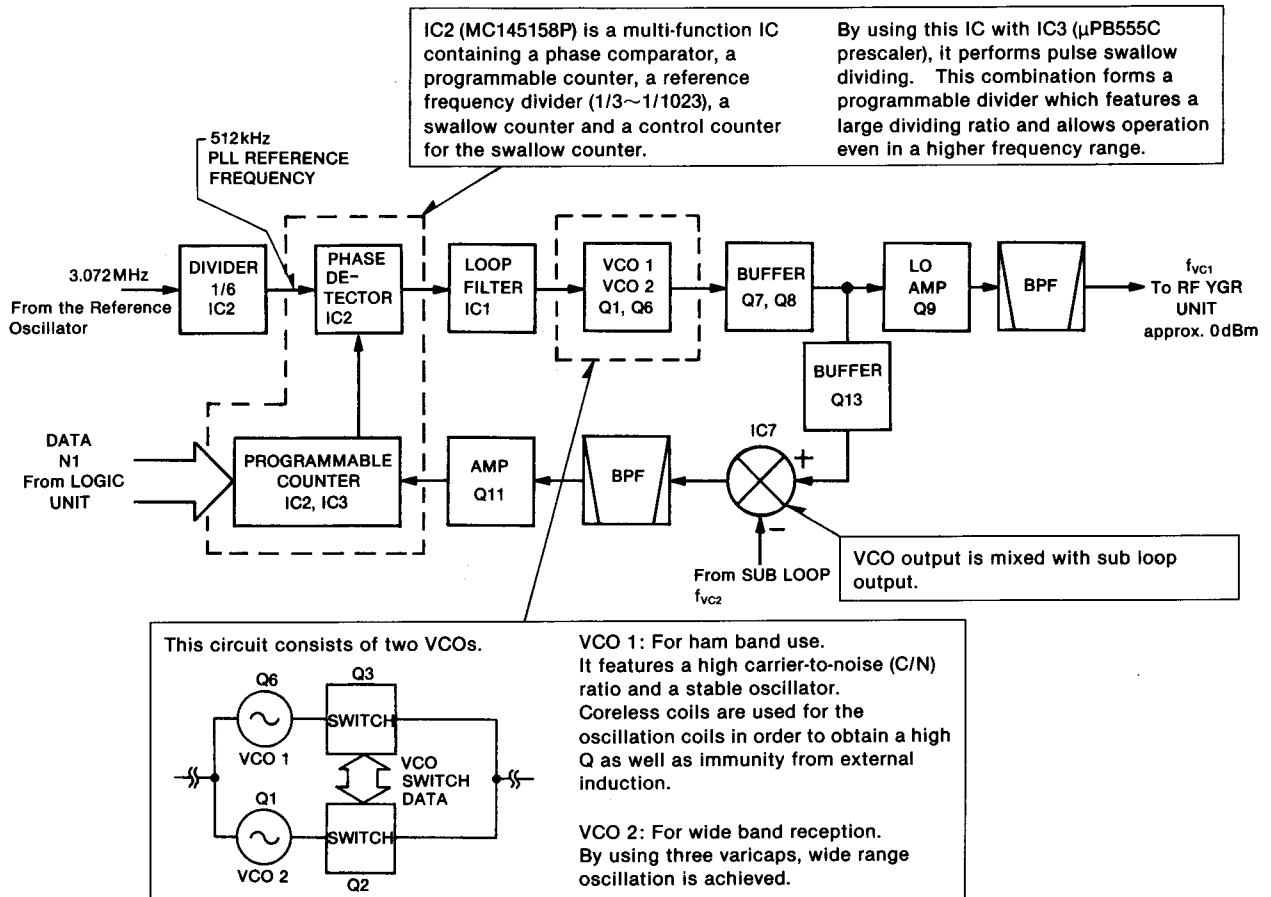 IC2 (MC145158P) is a multi-function IC
containing a phase comparator, a
programmable counter, a reference
frequency divider (1/3~1/1023), a
swallow counter and a control counter
for the swallow counter.
By using this IC with IC3 (μPB555C
prescaler), it performs pulse swallow
dividing. This combination forms a
programmable divider which features a
large dividing ratio and allows operation
even in a higher frequency range.
512kHz
PLL REFERENCE
FREQUENCY
3.072MHz
From the Reference
Oscillator
DIVIDER
1/6
IC2
PHASE
DE-
TECTOR
IC2
LOOP
FILTER
IC1
VCO 1
VCO 2
Q1, Q6
BUFFER
Q7, Q8
LO
AMP
Q9
BPF
fVC1
To RF YGR
UNIT
approx. 0dBm
BUFFER
Q13
DATA
N1
From LOGIC
UNIT
PROGRAMMABLE
COUNTER
IC2, IC3
AMP
Q11
BPF
IC7
+
−
From SUB LOOP
fVC2
VCO output is mixed with sub loop
output.
This circuit consists of two VCOs.
Q6
VCO 1
Q3
SWITCH
VCO
SWITCH
DATA
Q1
VCO 2
SWITCH
Q2
VCO 1: For ham band use.
It features a high carrier-to-noise (C/N)
ratio and a stable oscillator.
Coreless coils are used for the
oscillation coils in order to obtain a high
Q as well as immunity from external
induction.
VCO 2: For wide band reception.
By using three varicaps, wide range
oscillation is achieved.